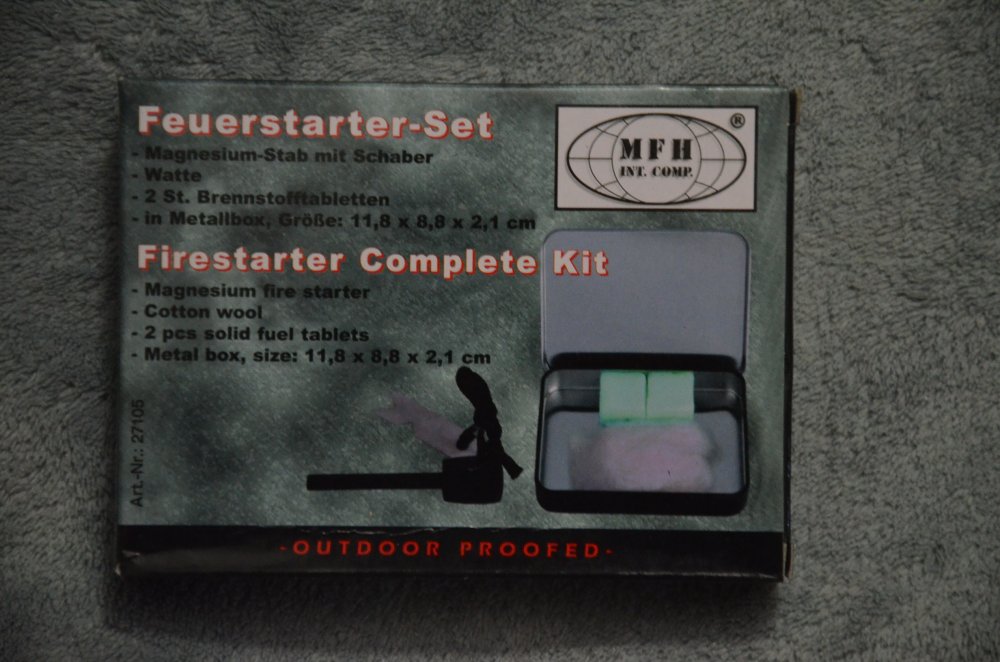 Feuerstarter-Set
- Magnesium-Stab mit Schaber
- Watte
- 2 St. Brennstofftabletten
- in Metallbox, Größe: 11,8 x 8,8 x 2,1 cm
MFH ®
INT. COMP.
Firestarter Complete Kit
- Magnesium fire starter
- Cotton wool
- 2 pcs solid fuel tablets
- Metal box, size: 11,8 x 8,8 x 2,1 cm
Art.-Nr.: 27105
·OUTDOOR PROOFED·